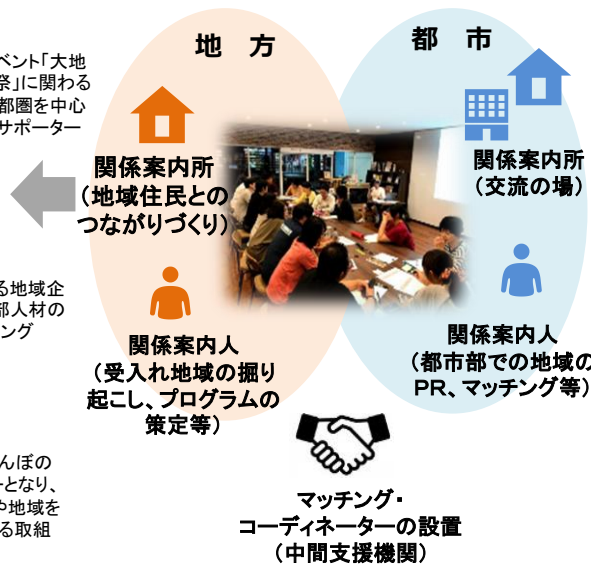 地 方
都 市
ベント「大地
祭」に関わる
都圏を中心
サポーター
関係案内所
（地域住民との
つながりづくり）
関係案内所
（交流の場）
る地域企
部人材の
ング
関係案内人
（受入れ地域の掘り
起こし、プログラムの
策定等）
関係案内人
（都市部での地域の
ＰＲ、マッチング等）
んぼの
ーとなり、
や地域を
る取組
マッチング・
コーディネーターの設置
（中間支援機関）